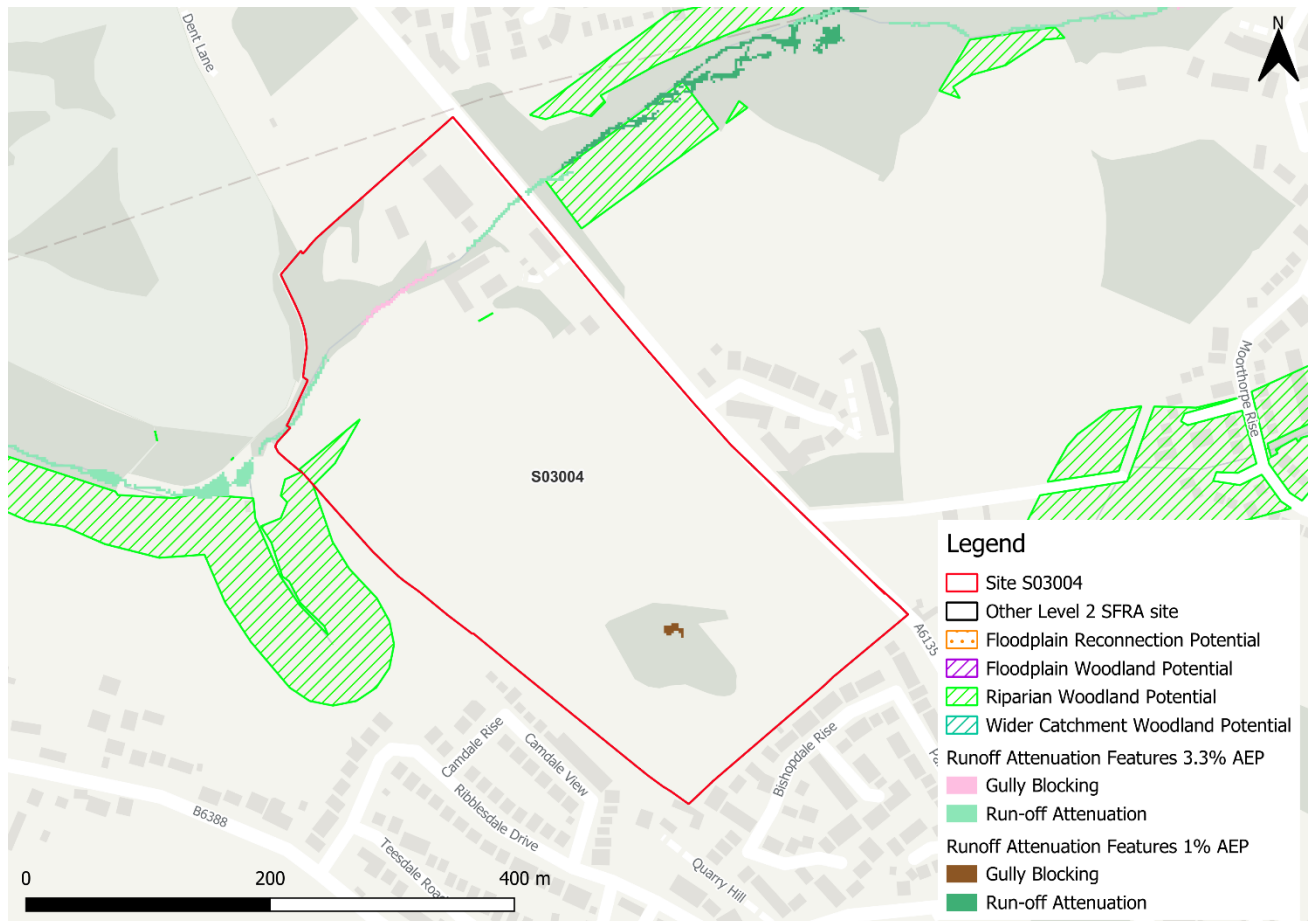 N
Dent Lane
Moorthorpe Rise
S03004
A6135
Bishopdale Rise
Camdale Rise
Camdale View
Ribblesdale Drive
B6388
Teesdale Road
Quarry Hill
Legend
Site S03004
Other Level 2 SFRA site
Floodplain Reconnection Potential
Floodplain Woodland Potential
Riparian Woodland Potential
Wider Catchment Woodland Potential
Runoff Attenuation Features 3.3% AEP
Gully Blocking
Run-off Attenuation
Runoff Attenuation Features 1% AEP
Gully Blocking
Run-off Attenuation
0 200 400 m